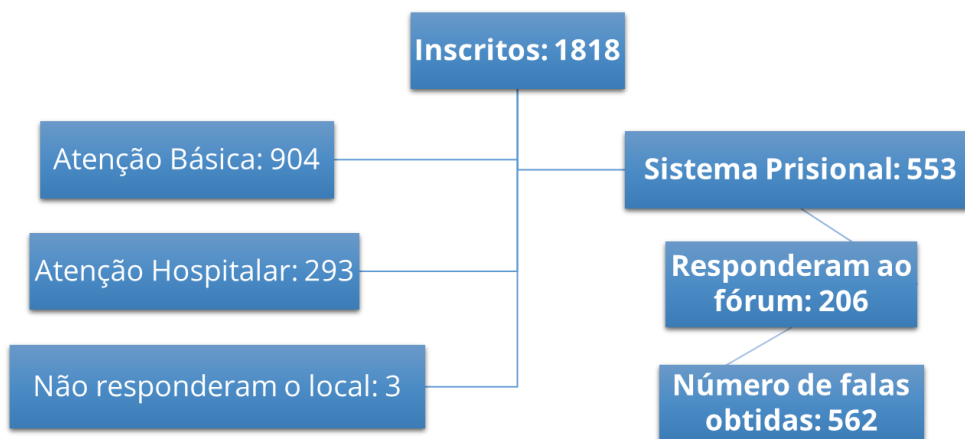 Inscritos: 1818
Atenção Básica: 904
Sistema Prisional: 553
Atenção Hospitalar: 293
Responderam ao
fórum: 206
Não responderam o local: 3
Número de falas
obtidas: 562